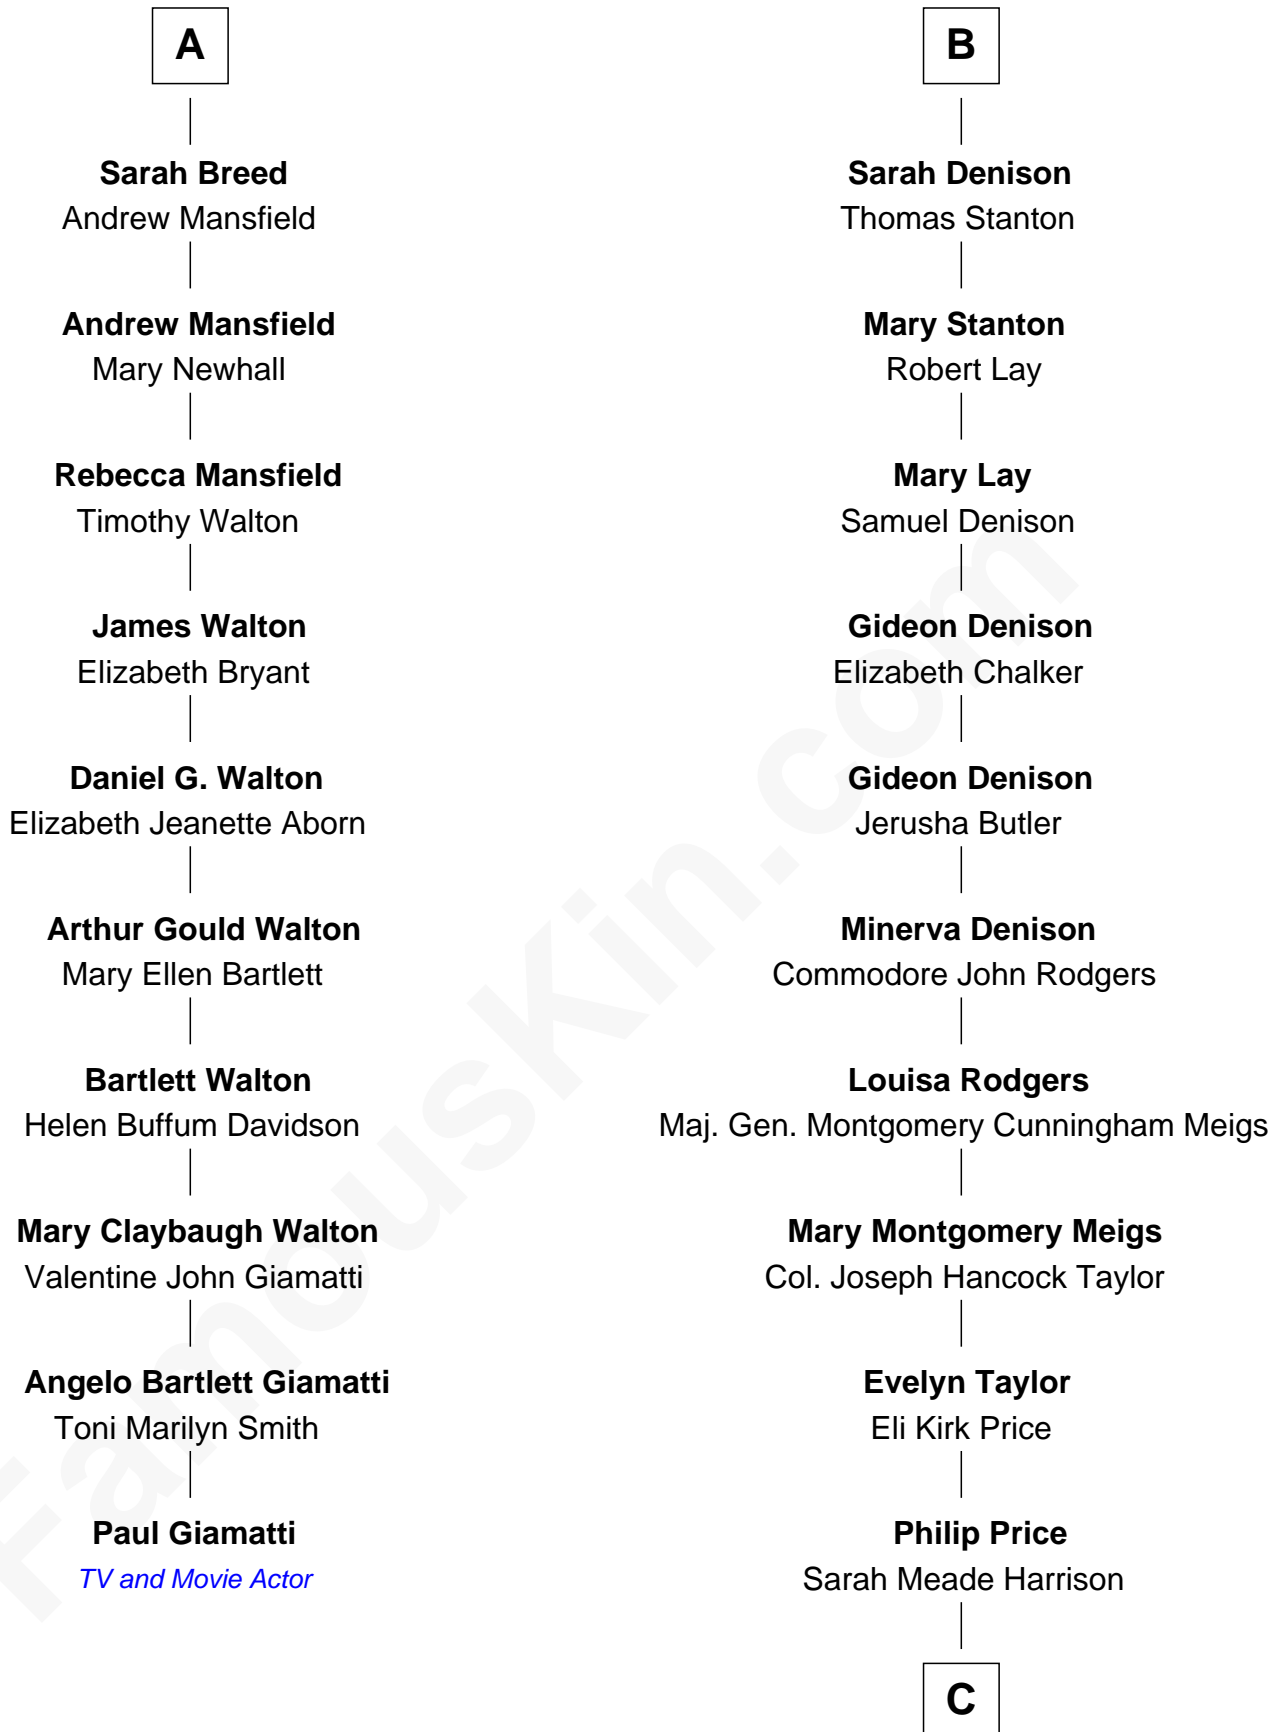 A
Sarah Breed
Andrew Mansfield
Andrew Mansfield
Mary Newhall
Rebecca Mansfield
Timothy Walton
James Walton
Elizabeth Bryant
Daniel G. Walton
Elizabeth Jeanette Aborn
Arthur Gould Walton
Mary Ellen Bartlett
Bartlett Walton
Helen Buffum Davidson
Mary Claybaugh Walton
Valentine John Giamatti
Angelo Bartlett Giamatti
Toni Marilyn Smith
Paul Giamatti
TV and Movie Actor
B
Sarah Denison
Thomas Stanton
Mary Stanton
Robert Lay
Mary Lay
Samuel Denison
Gideon Denison
Elizabeth Chalker
Gideon Denison
Jerusha Butler
Minerva Denison
Commodore John Rodgers
Louisa Rodgers
Maj. Gen. Montgomery Cunningham Meigs
Mary Montgomery Meigs
Col. Joseph Hancock Taylor
Evelyn Taylor
Eli Kirk Price
Philip Price
Sarah Meade Harrison
C
FamousKin.com